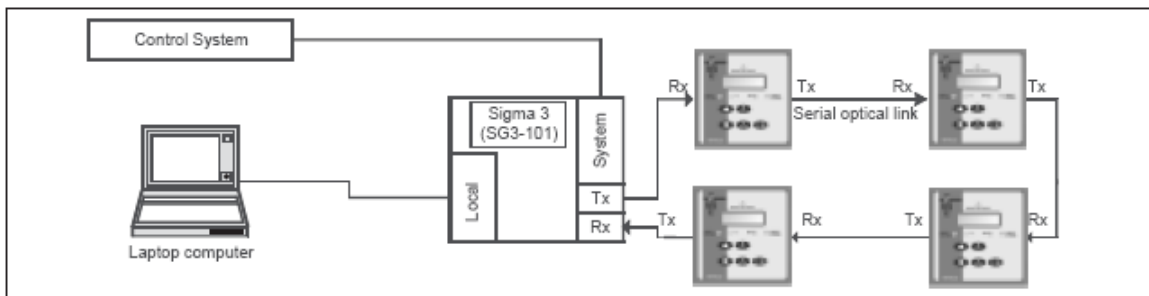 Control System
Sigma 3
(SG3-101)
System
Local
Tx
Rx
Laptop computer
Rx
Tx
Serial optical link
Rx
Tx
Tx
Rx
Tx
Rx